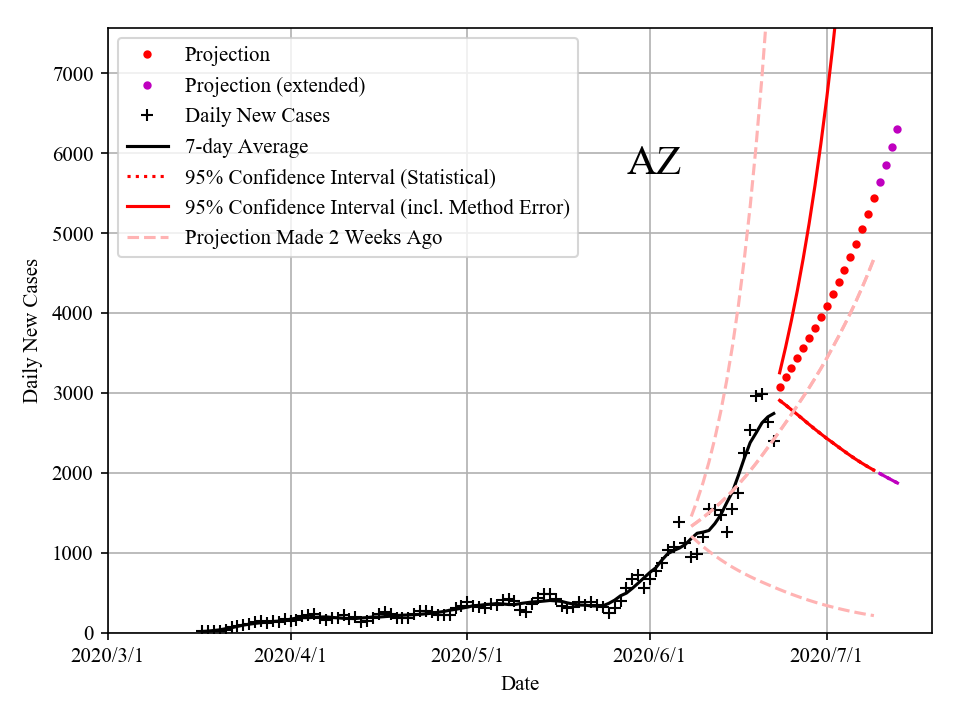 7000
6000
5000
4000
3000
2000
1000
0
Daily New Cases
Projection
Projection (extended)
Daily New Cases
7-day Average
95% Confidence Interval (Statistical)
95% Confidence Interval (incl. Method Error)
Projection Made 2 Weeks Ago
AZ
2020/3/1 2020/4/1 2020/5/1 2020/6/1 2020/7/1
Date